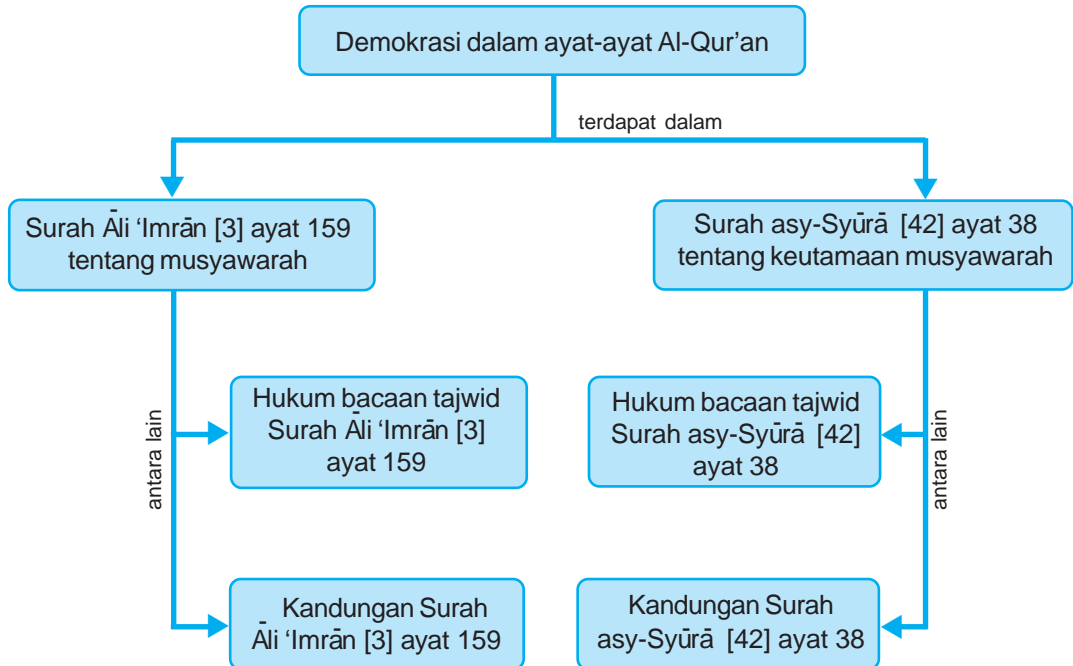 Demokrasi dalam ayat-ayat Al-Qur'an
terdapat dalam
Surah Āli ‘Imrān [3] ayat 159
tentang musyawarah
Surah asy-Syūrā [42] ayat 38
tentang keutamaan musyawarah
antara lain
Hukum bacaan tajwid
Surah Āli ‘Imrān [3]
ayat 159
Hukum bacaan tajwid
Surah asy-Syūrā [42]
ayat 38
antara lain
Kandungan Surah
Āli ‘Imrān [3] ayat 159
Kandungan Surah
asy-Syūrā [42] ayat 38